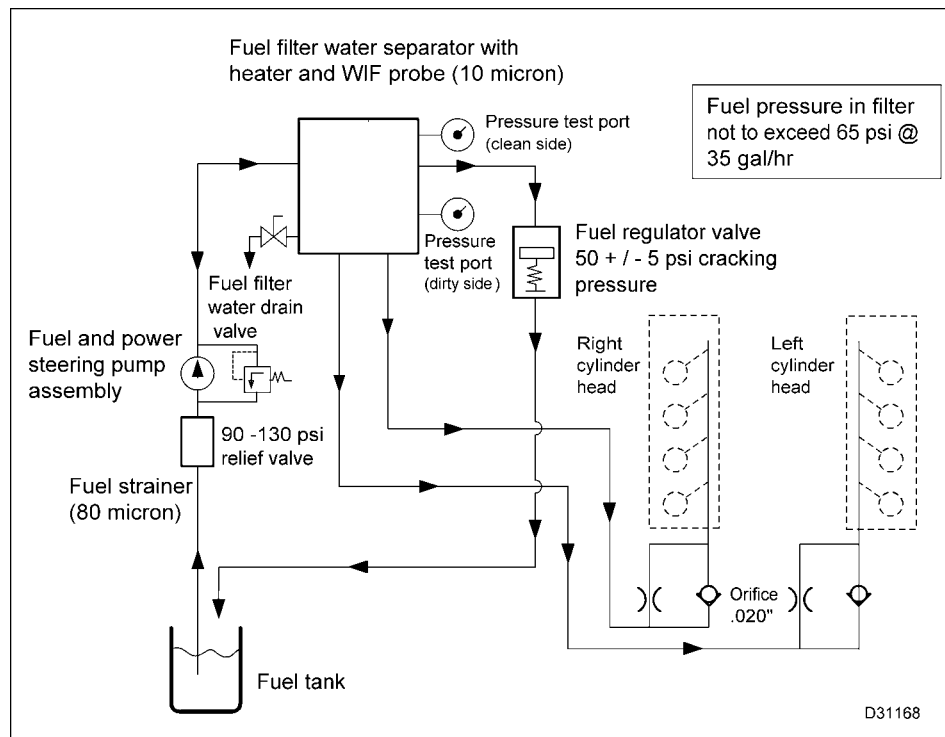 Fuel filter water separator with
heater and WIF probe (10 micron)
Fuel pressure in filter
not to exceed 65 psi @
35 gal/hr
Pressure test port
(clean side)
Pressure
test port
(dirty side)
Fuel regulator valve
50 + / - 5 psi cracking
pressure
Fuel filter
water drain
valve
Fuel and power
steering pump
assembly
Right
cylinder
head
Left
cylinder
head
90 -130 psi
relief valve
Fuel strainer
(80 micron)
Orifice
.020"
Fuel tank
D31168